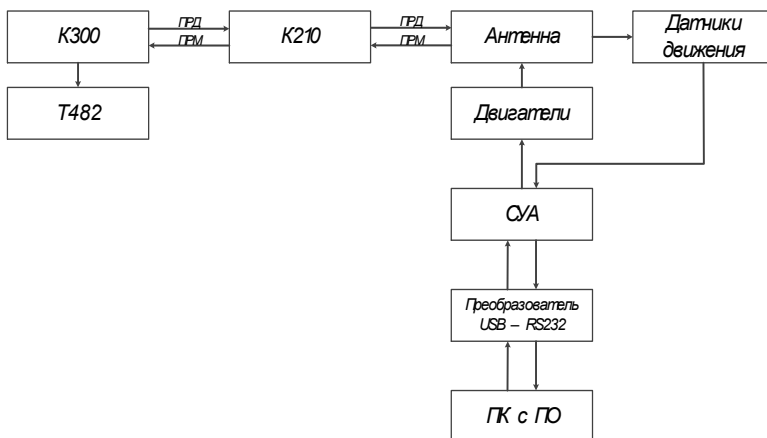 К300
ПРД
ПРМ
К210
ПРД
ПРМ
Антенна
Датчики
движения
Т482
Двигатели
СУА
Преобразователь
USB – RS232
ПК с ПО